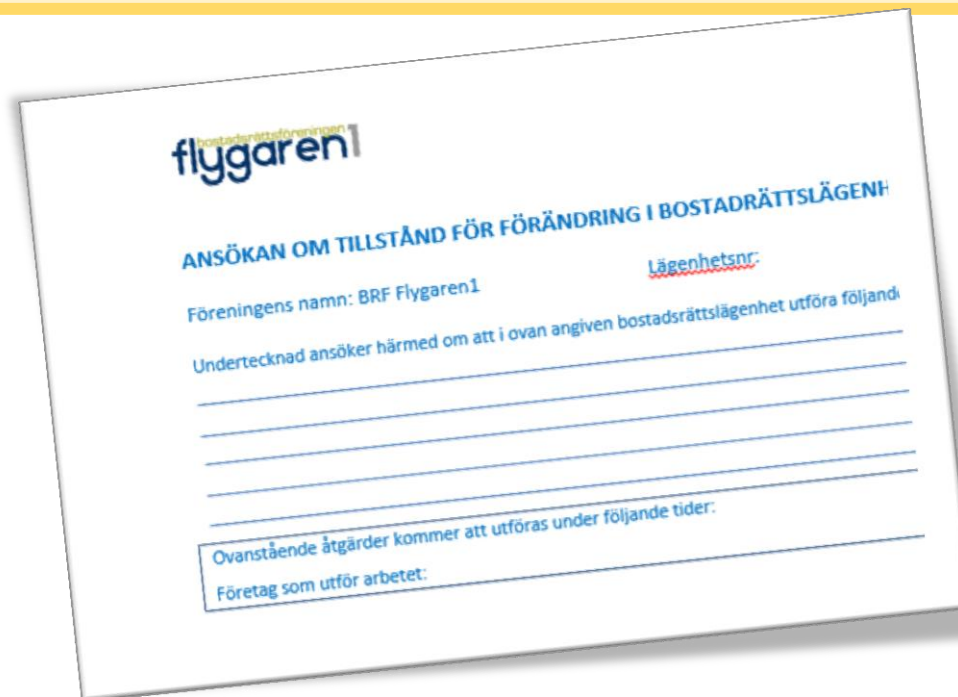 bostadsrättsföreningen
flygaren1
ANSÖKAN OM TILLSTÅND FÖR FÖRÄNDRING I BOSTADRÄTTSLÄGENH
Föreningens namn: BRF Flygaren1 Lägenhetsnr:
Undertecknad ansöker härmed om att i ovan angiven bostadsrättslägenhet utföra följande
Ovanstående åtgärder kommer att utföras under följande tider:
Företag som utför arbetet: